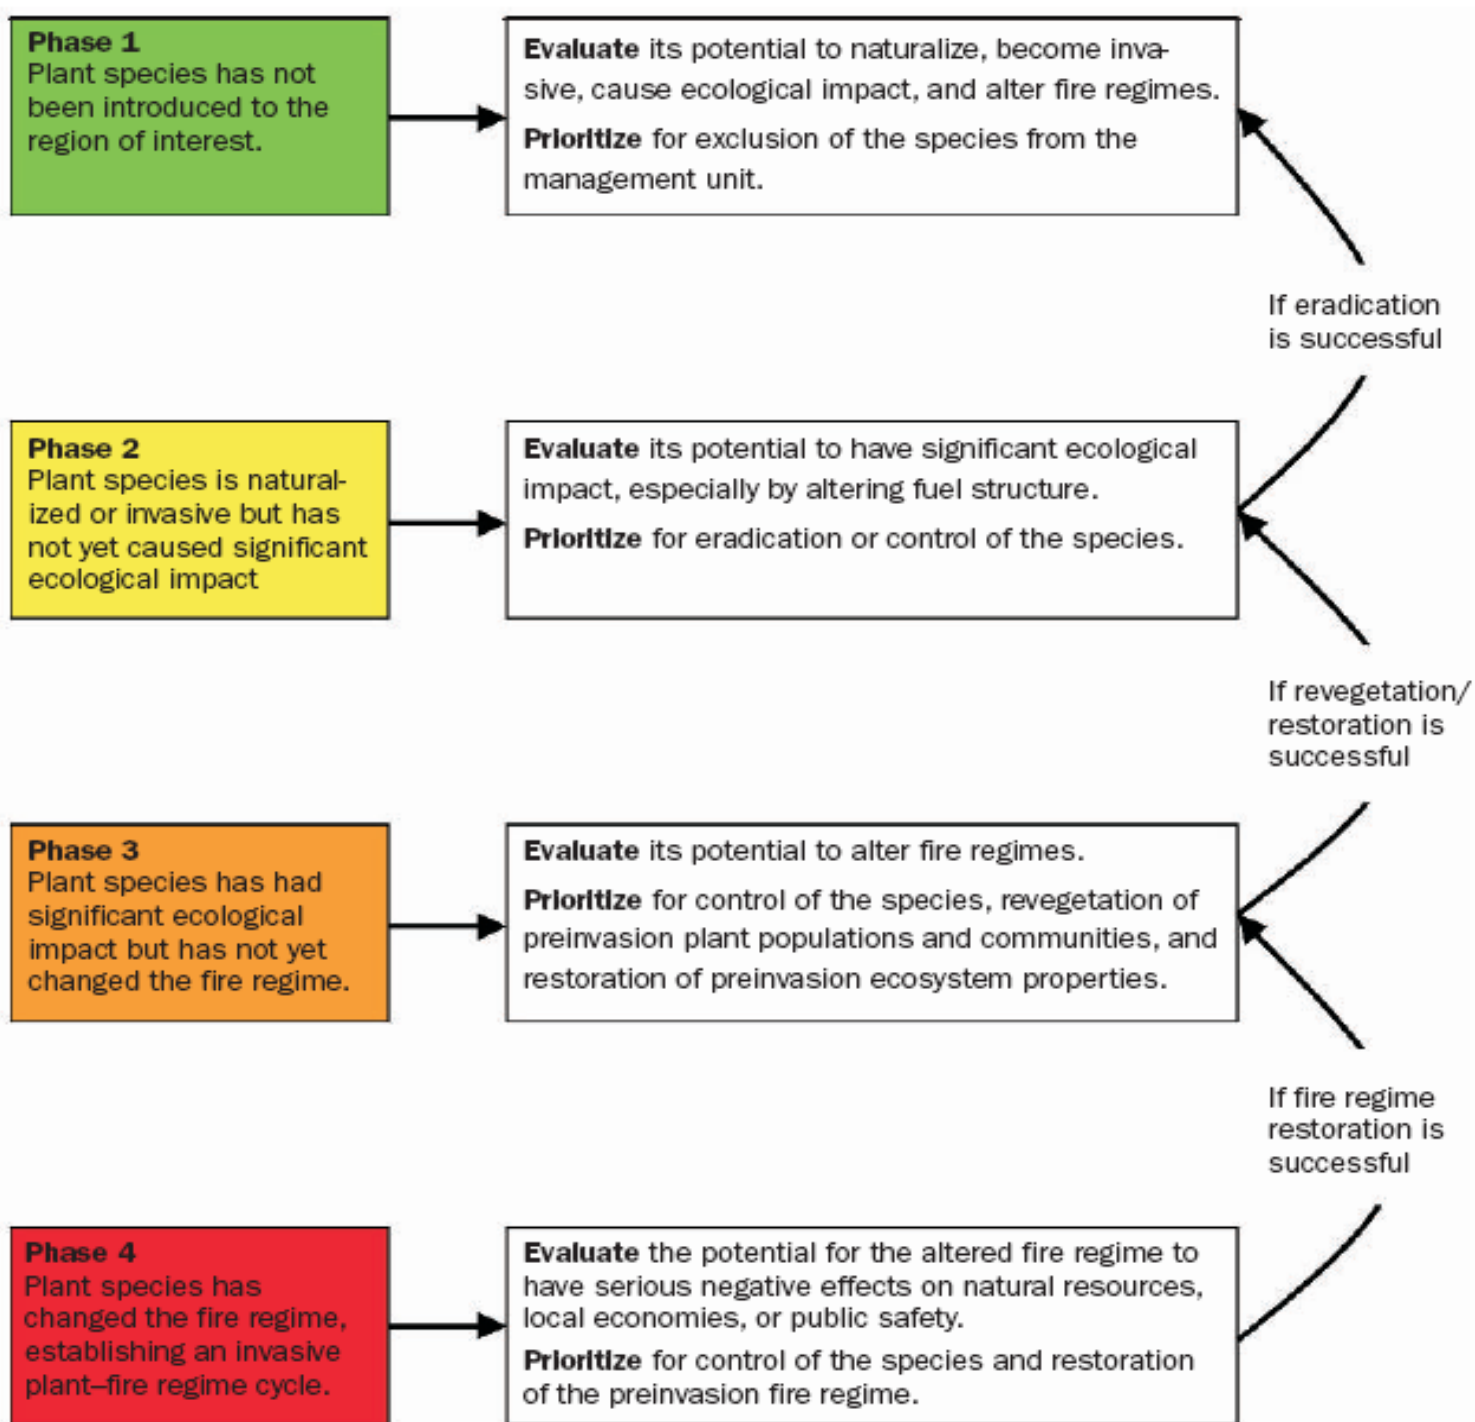 Phase 1
Plant species has not
been introduced to the
region of interest.
Evaluate its potential to naturalize, become inva-
sive, cause ecological impact, and alter fire regimes.
Prioritize for exclusion of the species from the
management unit.
If eradication
is successful
Phase 2
Plant species is natural-
ized or invasive but has
not yet caused significant
ecological impact
Evaluate its potential to have significant ecological
impact, especially by altering fuel structure.
Prioritize for eradication or control of the species.
If revegetation/
restoration is
successful
Phase 3
Plant species has had
significant ecological
impact but has not yet
changed the fire regime.
Evaluate its potential to alter fire regimes.
Prioritize for control of the species, revegetation of
preinvasion plant populations and communities, and
restoration of preinvasion ecosystem properties.
If fire regime
restoration is
successful
Phase 4
Plant species has
changed the fire regime,
establishing an invasive
plant–fire regime cycle.
Evaluate the potential for the altered fire regime to
have serious negative effects on natural resources,
local economies, or public safety.
Prioritize for control of the species and restoration
of the preinvasion fire regime.